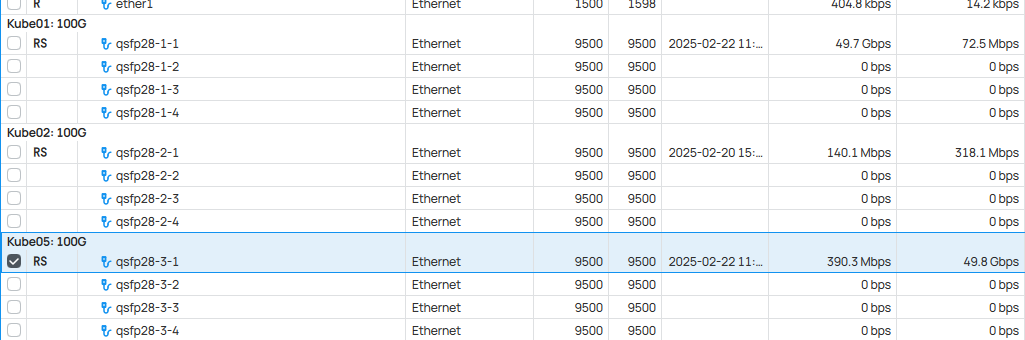 R ether1 Ethernet 1500 1598 404.8 kbps 14.2 kbps
Kube01: 100G
RS qsfp28-1-1 Ethernet 9500 9500 2025-02-22 11:... 49.7 Gbps 72.5 Mbps
qsfp28-1-2 Ethernet 9500 9500 0 bps 0 bps
qsfp28-1-3 Ethernet 9500 9500 0 bps 0 bps
qsfp28-1-4 Ethernet 9500 9500 0 bps 0 bps
Kube02: 100G
RS qsfp28-2-1 Ethernet 9500 9500 2025-02-20 15:... 140.1 Mbps 318.1 Mbps
qsfp28-2-2 Ethernet 9500 9500 0 bps 0 bps
qsfp28-2-3 Ethernet 9500 9500 0 bps 0 bps
qsfp28-2-4 Ethernet 9500 9500 0 bps 0 bps
Kube05: 100G
RS qsfp28-3-1 Ethernet 9500 9500 2025-02-22 11:... 390.3 Mbps 49.8 Gbps
qsfp28-3-2 Ethernet 9500 9500 0 bps 0 bps
qsfp28-3-3 Ethernet 9500 9500 0 bps 0 bps
qsfp28-3-4 Ethernet 9500 9500 0 bps 0 bps